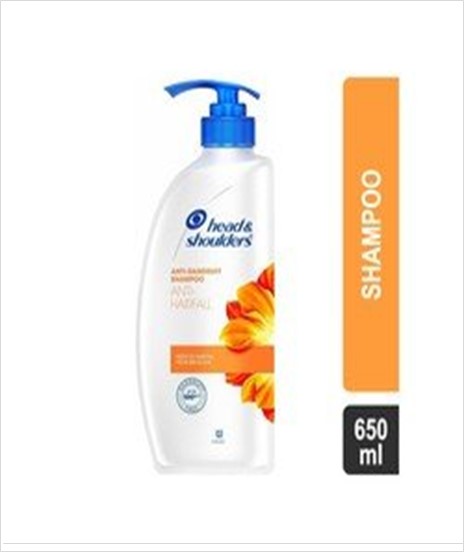 head &
shoulders
ANTI-DANDRUFF
SHAMPOO
ANTI-
HAIRFALL
SHAMPOO
650
ml